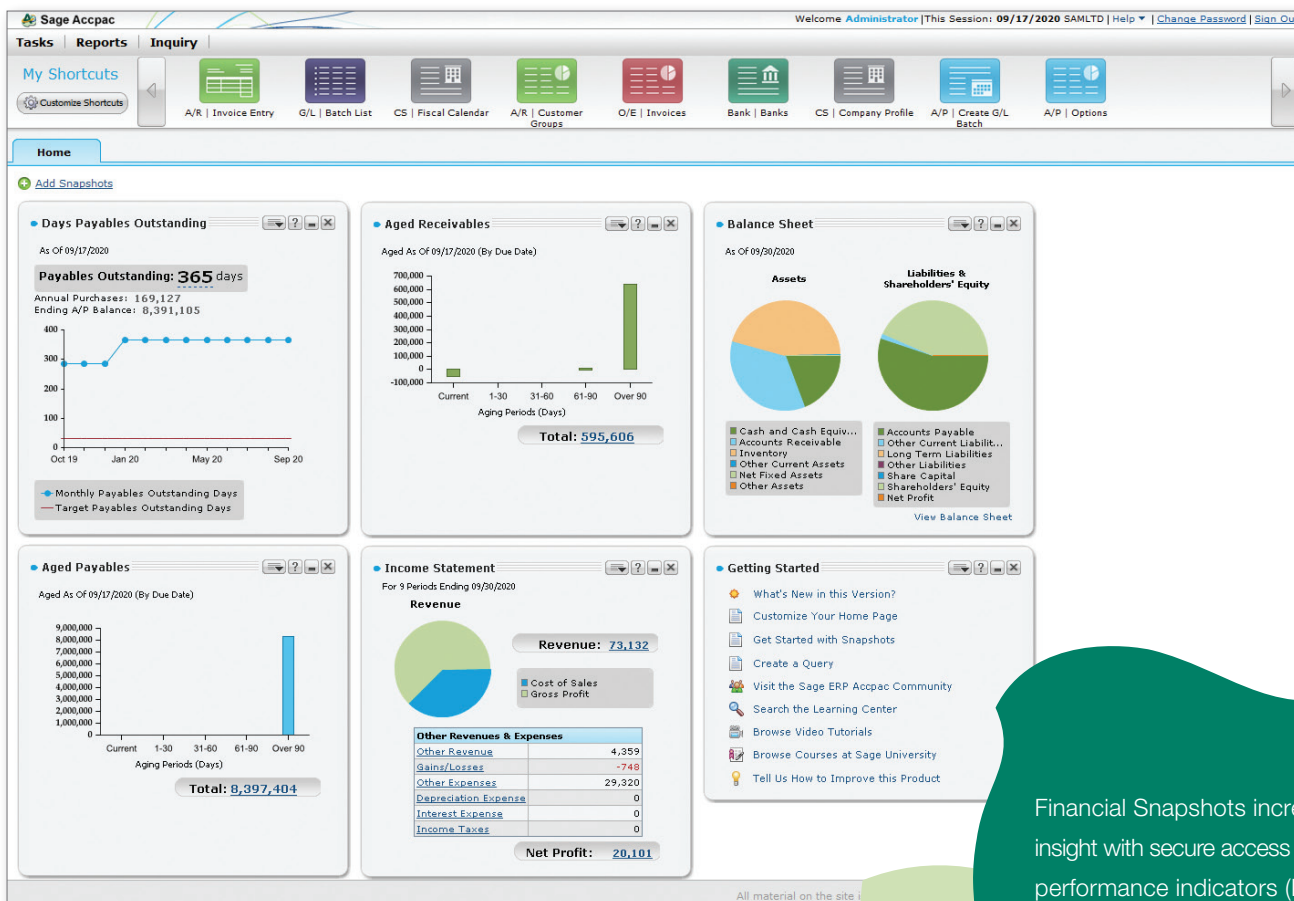 Sage Accpac
Welcome Administrator |This Session: 09/17/2020 SAMLTD | Help ▼ | Change Password | Sign Ou
Tasks Reports Inquiry
My Shortcuts
Customize Shortcuts
A/R | Invoice Entry
G/L | Batch List
CS | Fiscal Calendar
A/R | Customer
Groups
O/E | Invoices
Bank | Banks
CS | Company Profile
A/P | Create G/L
Batch
A/P | Options
Home
Add Snapshots
Days Payables Outstanding
As Of 09/17/2020
Payables Outstanding: 365 days
Annual Purchases: 169,127
Ending A/P Balance: 8,391,105
400
300
200
100
0
Oct 19 Jan 20 May 20 Sep 20
Monthly Payables Outstanding Days
Target Payables Outstanding Days
Aged Receivables
Aged As Of 09/17/2020 (By Due Date)
700,000
600,000
500,000
400,000
300,000
200,000
100,000
0
-100,000
Current 1-30 31-60 61-90 Over 90
Aging Periods (Days)
Total: 595,606
Balance Sheet
As Of 09/30/2020
Assets
Liabilities &
Shareholders' Equity
Cash and Cash Equiv...
Accounts Receivable
Inventory
Other Current Assets
Net Fixed Assets
Other Assets
Accounts Payable
Other Current Liabilit...
Long Term Liabilities
Other Liabilities
Share Capital
Shareholders' Equity
Net Profit
View Balance Sheet
Aged Payables
Aged As Of 09/17/2020 (By Due Date)
9,000,000
8,000,000
7,000,000
6,000,000
5,000,000
4,000,000
3,000,000
2,000,000
1,000,000
0
Current 1-30 31-60 61-90 Over 90
Aging Periods (Days)
Total: 8,397,404
Income Statement
For 9 Periods Ending 09/30/2020
Revenue
Revenue: 73,132
Cost of Sales
Gross Profit
Other Revenues & Expenses
Other Revenue 4,359
Gains/Losses -748
Other Expenses 29,320
Depreciation Expense 0
Interest Expense 0
Income Taxes 0
Net Profit: 20,101
Getting Started
What's New in this Version?
Customize Your Home Page
Get Started with Snapshots
Create a Query
Visit the Sage ERP Accpac Community
Search the Learning Center
Browse Video Tutorials
Browse Courses at Sage University
Tell Us How to Improve this Product
Financial Snapshots incre
insight with secure access
performance indicators (
All material on the site i